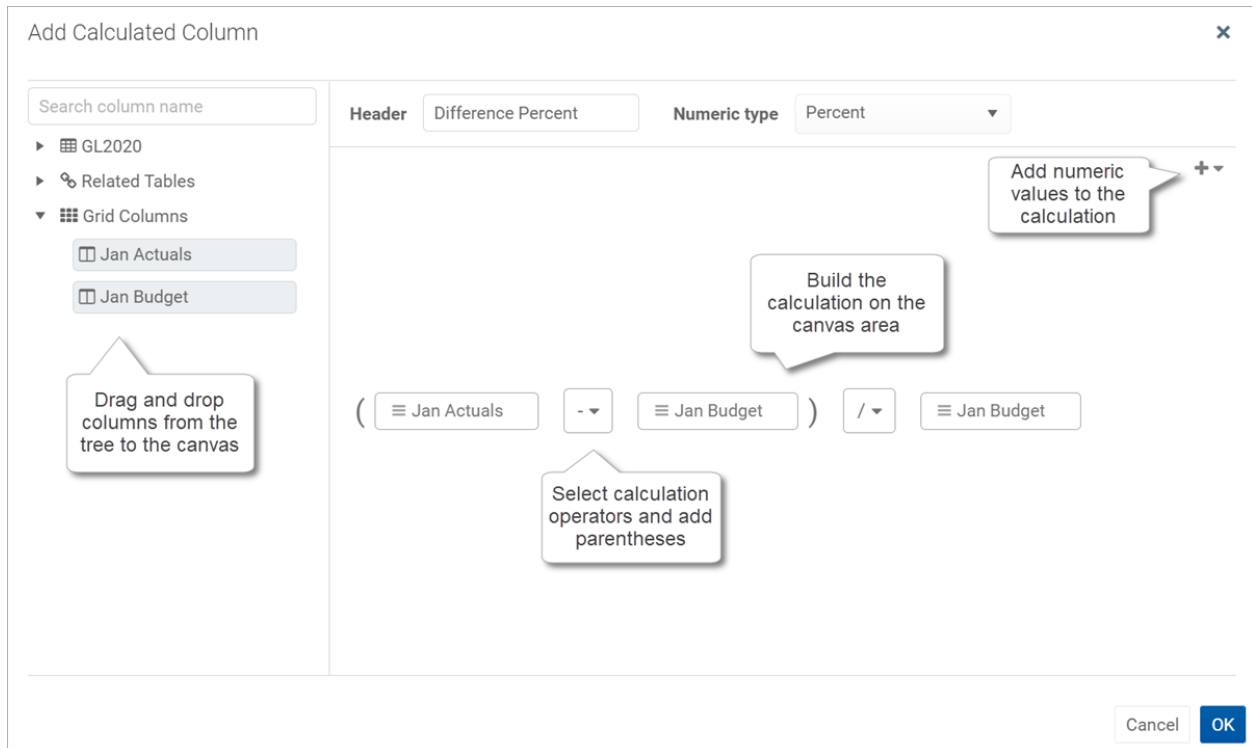 Add Calculated Column
Search column name
GL2020
Related Tables
Grid Columns
Jan Actuals
Jan Budget
Drag and drop
columns from the
tree to the canvas
Header Difference Percent Numeric type Percent
Add numeric
values to the
calculation
Build the
calculation on the
canvas area
( Jan Actuals - Jan Budget ) / Jan Budget
Select calculation
operators and add
parentheses
Cancel OK